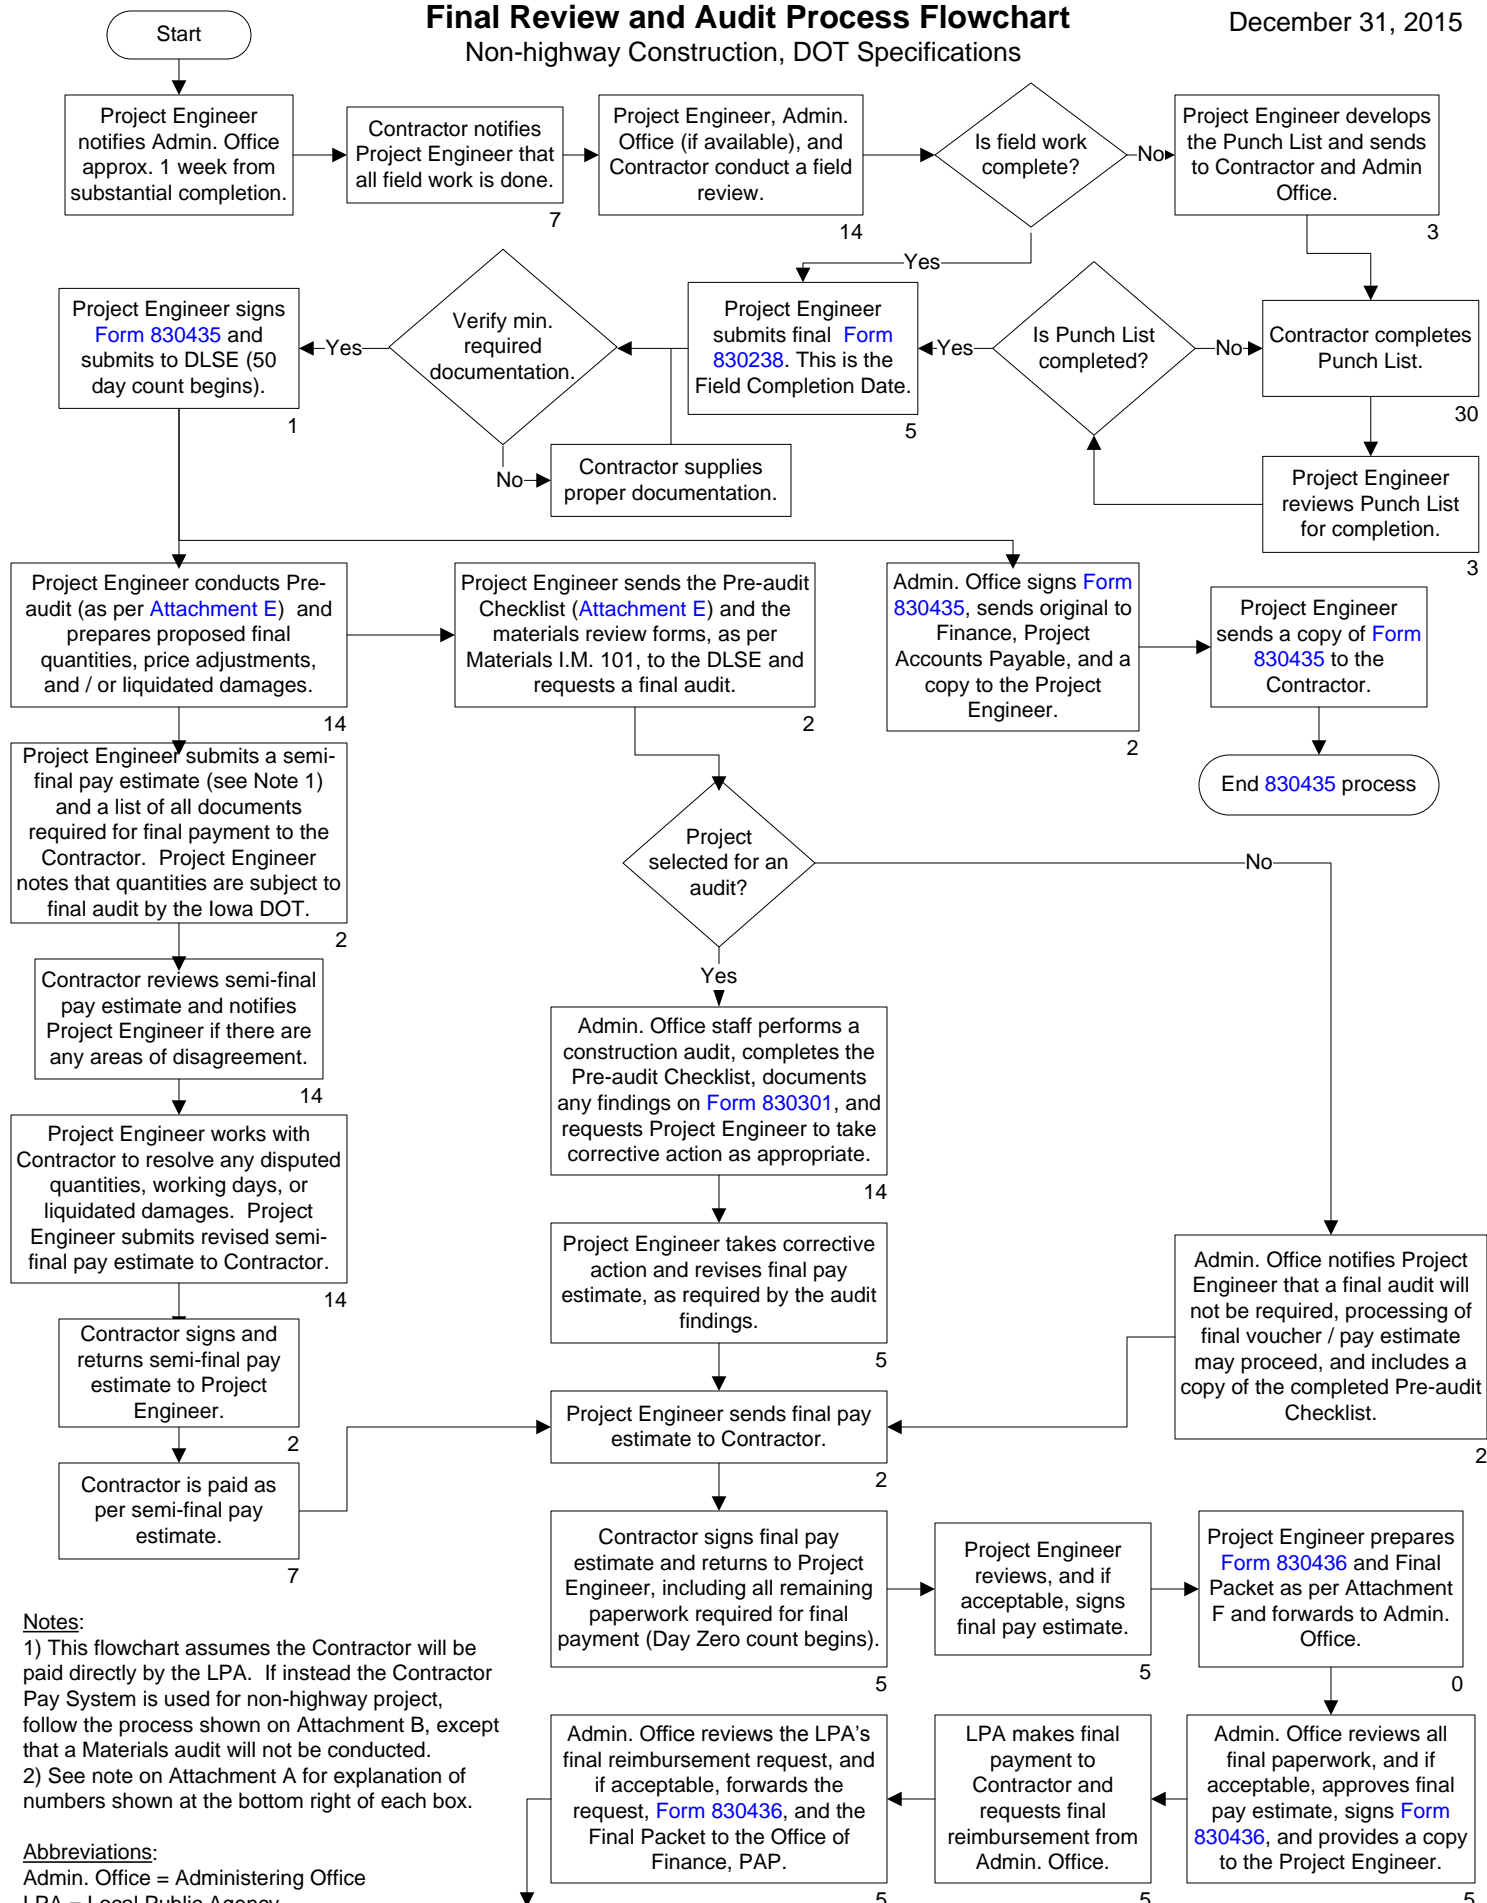 Final Review and Audit Process Flowchart
December 31, 2015
Non-highway Construction, DOT Specifications
Start
Project Engineer
notifies Admin. Office
approx. 1 week from
substantial completion.
Contractor notifies
Project Engineer that
all field work is done.
7
Project Engineer, Admin.
Office (if available), and
Contractor conduct a field
review.
14
Is field work
complete?
No
Project Engineer develops
the Punch List and sends
to Contractor and Admin
Office.
3
Yes
Project Engineer signs
Form 830435 and
submits to DLSE (50
day count begins).
1
Yes
Verify min.
required
documentation.
No
Contractor supplies
proper documentation.
Project Engineer
submits final Form
830238. This is the
Field Completion Date.
5
Yes
Is Punch List
completed?
No
Contractor completes
Punch List.
30
Project Engineer
reviews Punch List
for completion.
3
Project Engineer conducts Pre-
audit (as per Attachment E) and
prepares proposed final
quantities, price adjustments,
and / or liquidated damages.
14
Project Engineer sends the Pre-audit
Checklist (Attachment E) and the
materials review forms, as per
Materials I.M. 101, to the DLSE and
requests a final audit.
2
Admin. Office signs Form
830435, sends original to
Finance, Project
Accounts Payable, and a
copy to the Project
Engineer.
2
Project Engineer
sends a copy of Form
830435 to the
Contractor.
End 830435 process
Project Engineer submits a semi-
final pay estimate (see Note 1)
and a list of all documents
required for final payment to the
Contractor. Project Engineer
notes that quantities are subject to
final audit by the Iowa DOT.
2
Project
selected for an
audit?
No
Yes
Contractor reviews semi-final
pay estimate and notifies
Project Engineer if there are
any areas of disagreement.
14
Admin. Office staff performs a
construction audit, completes the
Pre-audit Checklist, documents
any findings on Form 830301, and
requests Project Engineer to take
corrective action as appropriate.
14
Project Engineer works with
Contractor to resolve any disputed
quantities, working days, or
liquidated damages. Project
Engineer submits revised semi-
final pay estimate to Contractor.
14
Project Engineer takes corrective
action and revises final pay
estimate, as required by the audit
findings.
5
Admin. Office notifies Project
Engineer that a final audit will
not be required, processing of
final voucher / pay estimate
may proceed, and includes a
copy of the completed Pre-audit
Checklist.
2
Contractor signs and
returns semi-final pay
estimate to Project
Engineer.
2
Project Engineer sends final pay
estimate to Contractor.
2
Contractor is paid as
per semi-final pay
estimate.
7
Contractor signs final pay
estimate and returns to Project
Engineer, including all remaining
paperwork required for final
payment (Day Zero count begins).
5
Project Engineer
reviews, and if
acceptable, signs
final pay estimate.
5
Project Engineer prepares
Form 830436 and Final
Packet as per Attachment
F and forwards to Admin.
Office.
0
Admin. Office reviews the LPA's
final reimbursement request, and
if acceptable, forwards the
request, Form 830436, and the
Final Packet to the Office of
Finance, PAP.
5
LPA makes final
payment to
Contractor and
requests final
reimbursement from
Admin. Office.
5
Admin. Office reviews all
final paperwork, and if
acceptable, approves final
pay estimate, signs Form
830436, and provides a copy
to the Project Engineer.
5
Notes:
1) This flowchart assumes the Contractor will be
paid directly by the LPA. If instead the Contractor
Pay System is used for non-highway project,
follow the process shown on Attachment B, except
that a Materials audit will not be conducted.
2) See note on Attachment A for explanation of
numbers shown at the bottom right of each box.
Abbreviations:
Admin. Office = Administering Office
LPA = Local Public Agency